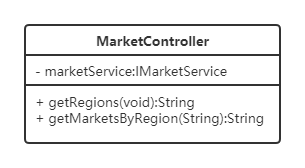 MarketController
- marketService:IMarketService
+ getRegions(void):String
+ getMarketsByRegion(String):String